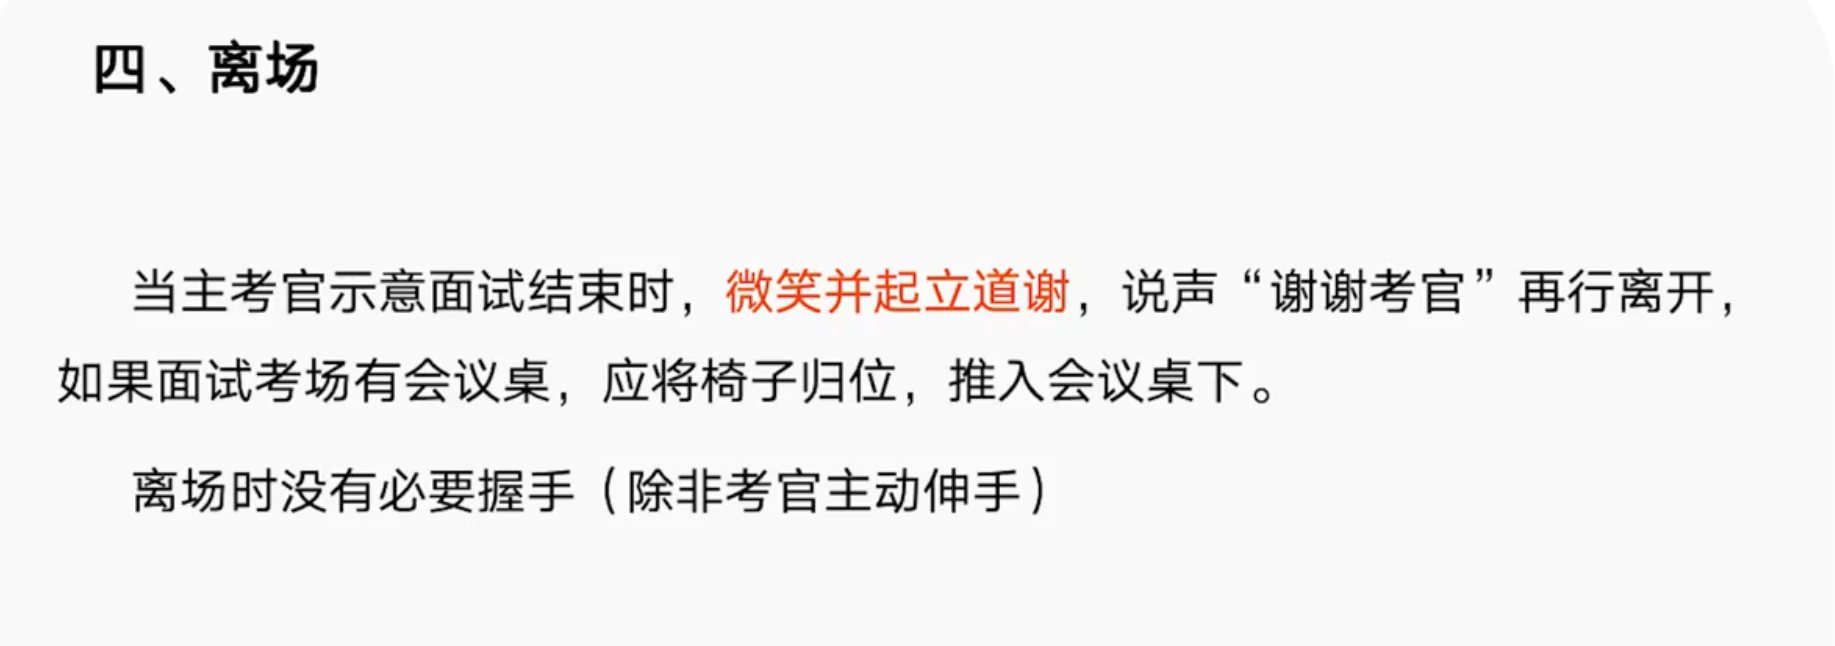 四、离场
当主考官示意面试结束时，微笑并起立道谢，说声“谢谢考官”再行离开，
如果面试考场有会议桌，应将椅子归位，推入会议桌下。
离场时没有必要握手（除非考官主动伸手）